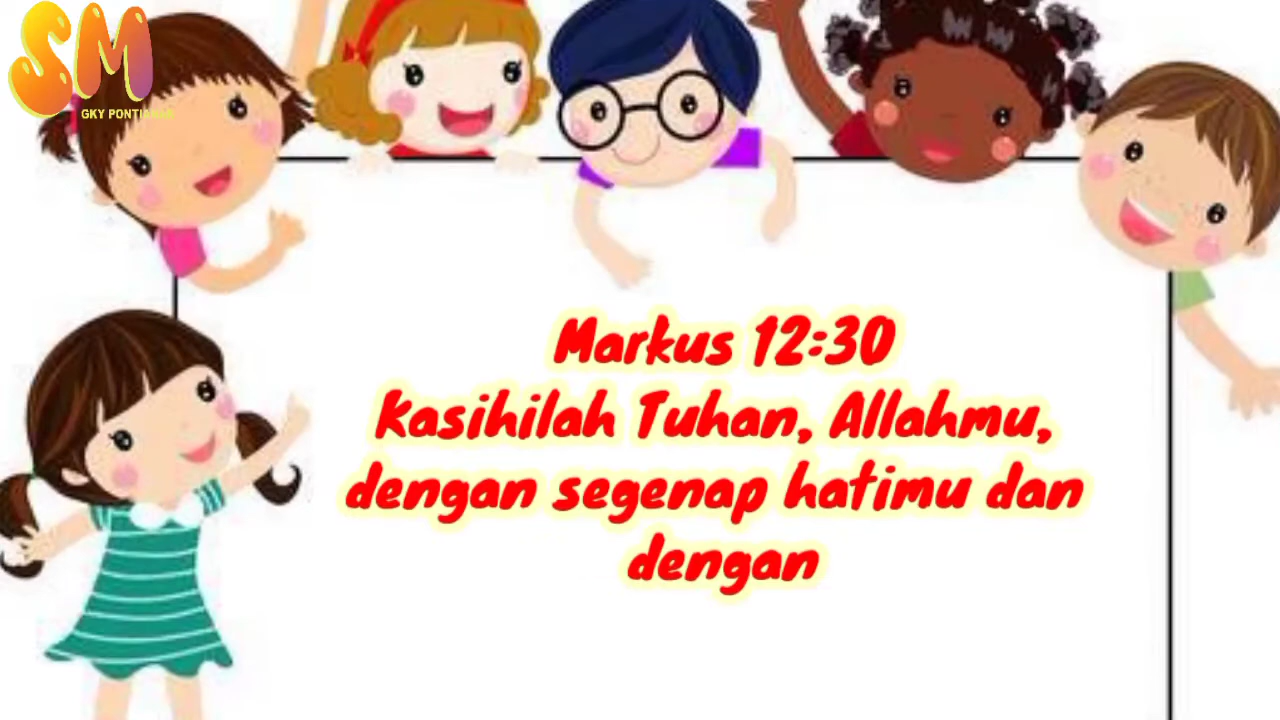 SM
GKY PONTIANAK
Markus 12:30
Kasihilah Tuhan, Allahmu,
dengan segenap hatimu dan
dengan